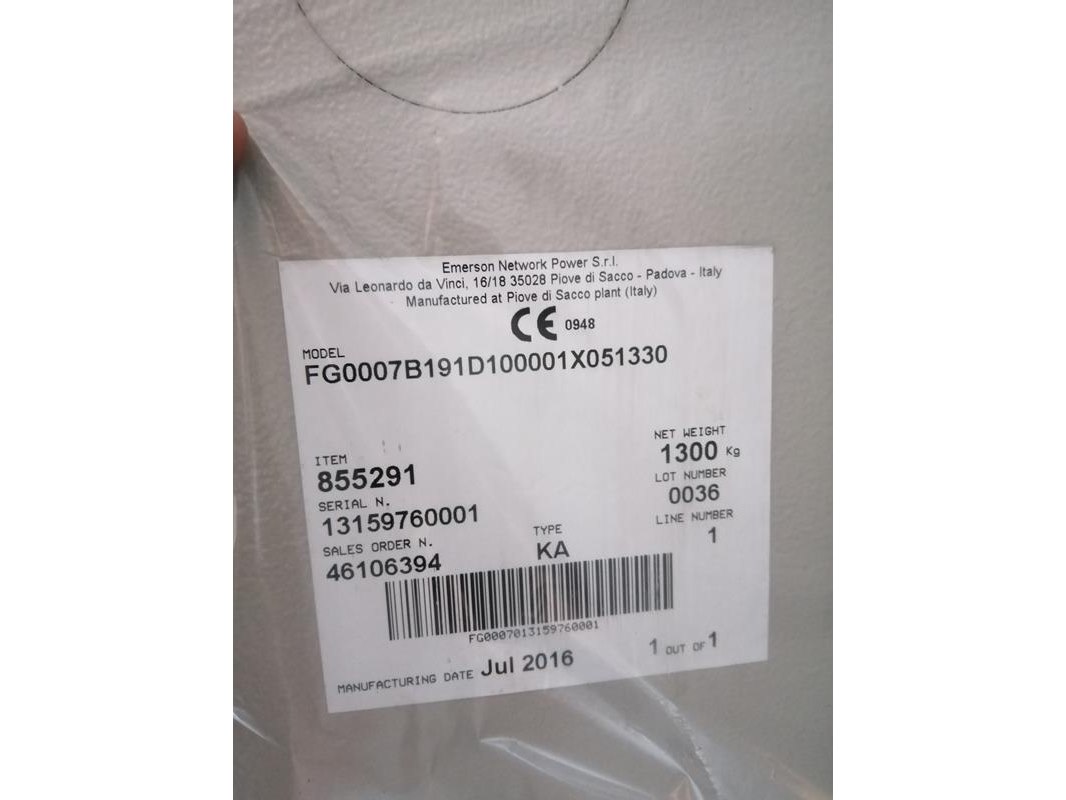 Emerson Network Power S.r.l.
Via Leonardo da Vinci, 16/18 35028 Piove di Sacco - Padova - Italy
Manufactured at Piove di Sacco plant (Italy)
CE 0948
MODEL
FG0007B191D100001X051330
ITEM
855291
SERIAL N.
13159760001
SALES ORDER N.
46106394
TYPE
KA
NET WEIGHT
1300 Kg
LOT NUMBER
0036
LINE NUMBER
1
FG0007013159760001
MANUFACTURING DATE Jul 2016
1 OUT OF 1